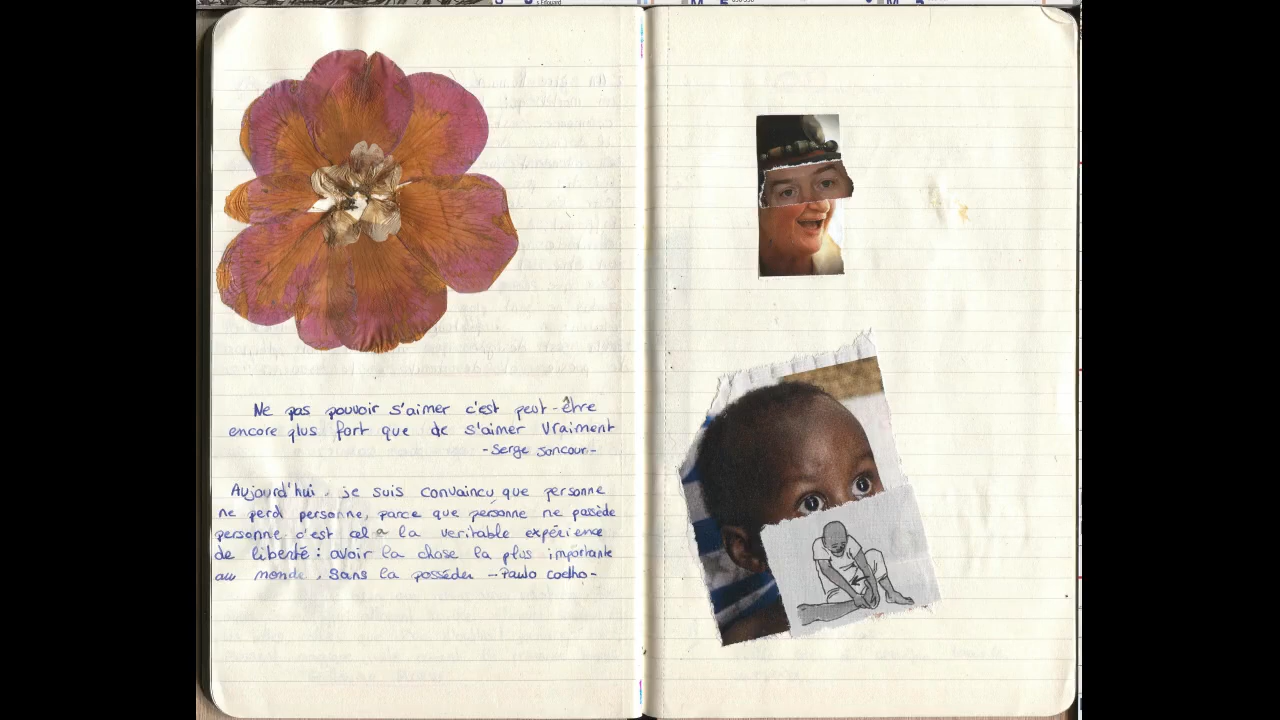 Ne pas pouvoir s'aimer c'est peut-être
encore plus fort que de s'aimer vraiment
-Serge Joncour-
Aujourd'hui, je suis convaincu que personne
ne perd personne, parce que personne ne possède
personne c'est cela la veritable expérience
de liberté : avoir la chose la plus importante
au monde, sans la posséder -Paulo coelho-